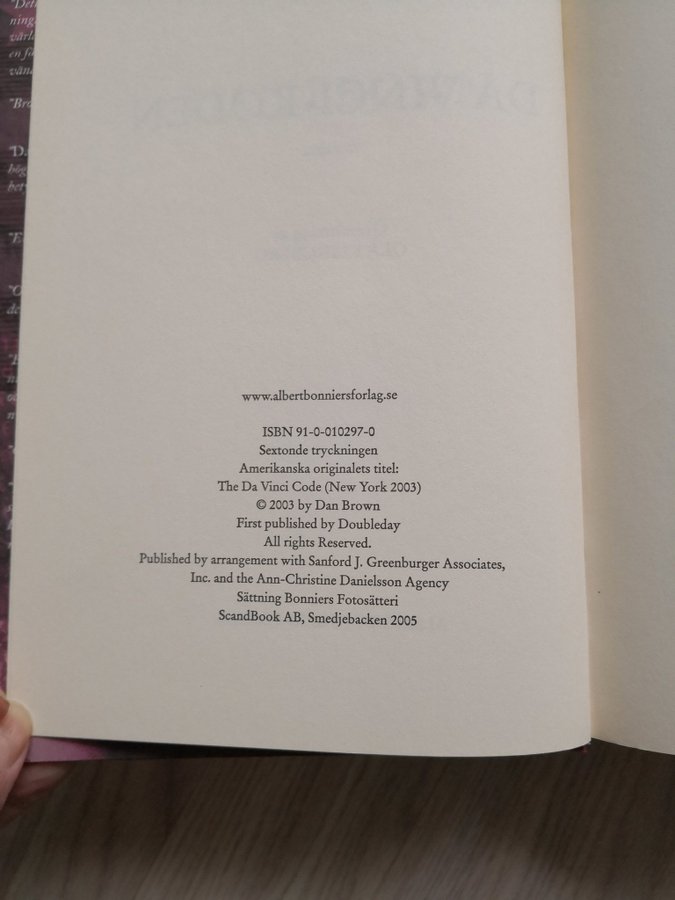 www.albertbonniersforlag.se
ISBN 91-0-010297-0
Sextonde tryckningen
Amerikanska originalets titel:
The Da Vinci Code (New York 2003)
© 2003 by Dan Brown
First published by Doubleday
All rights Reserved.
Published by arrangement with Sanford J. Greenburger Associates,
Inc. and the Ann-Christine Danielsson Agency
Sättning Bonniers Fotosätteri
ScandBook AB, Smedjebacken 2005